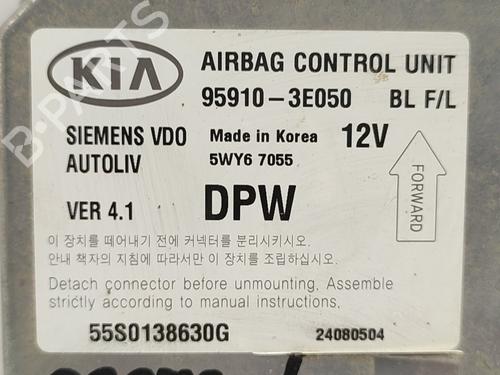 KIA
AIRBAG CONTROL UNIT
95910-3E050 BL F/L
SIEMENS VDO Made in Korea 12V
AUTOLIV 5WY6 7055
VER 4.1 DPW
FORWARD
이 장치를 떼어내기 전에 커넥터를 분리시키시오.
안내 책자의 지침에 따라서만 이 장치를 조립하십시오.
Detach connector before unmounting. Assemble
strictly according to manual instructions.
55S0138630G 24080504
B-PARTS